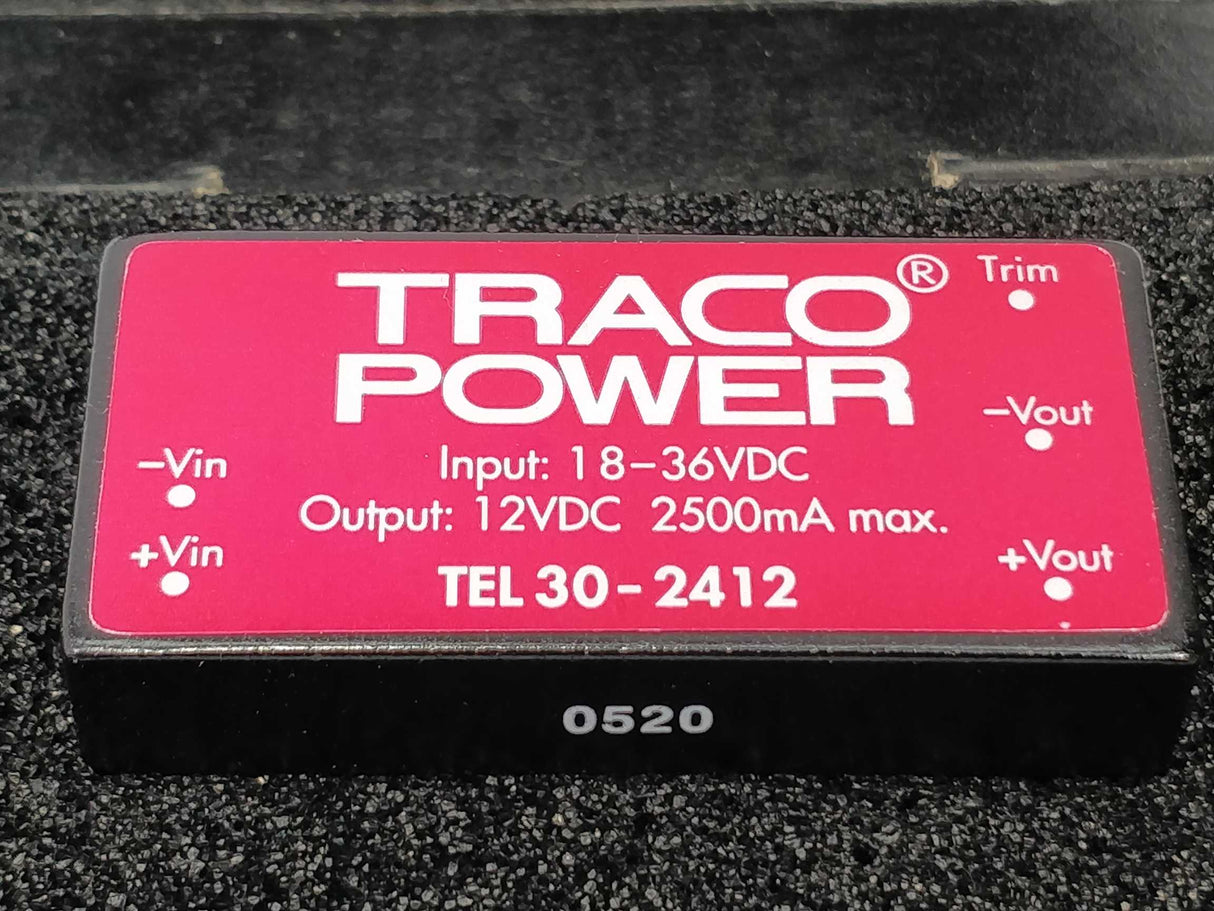 TRACO®
POWER
Trim
−Vout
−Vin
Input: 18−36VDC
Output: 12VDC 2500mA max.
+Vin
+Vout
TEL 30-2412
0520